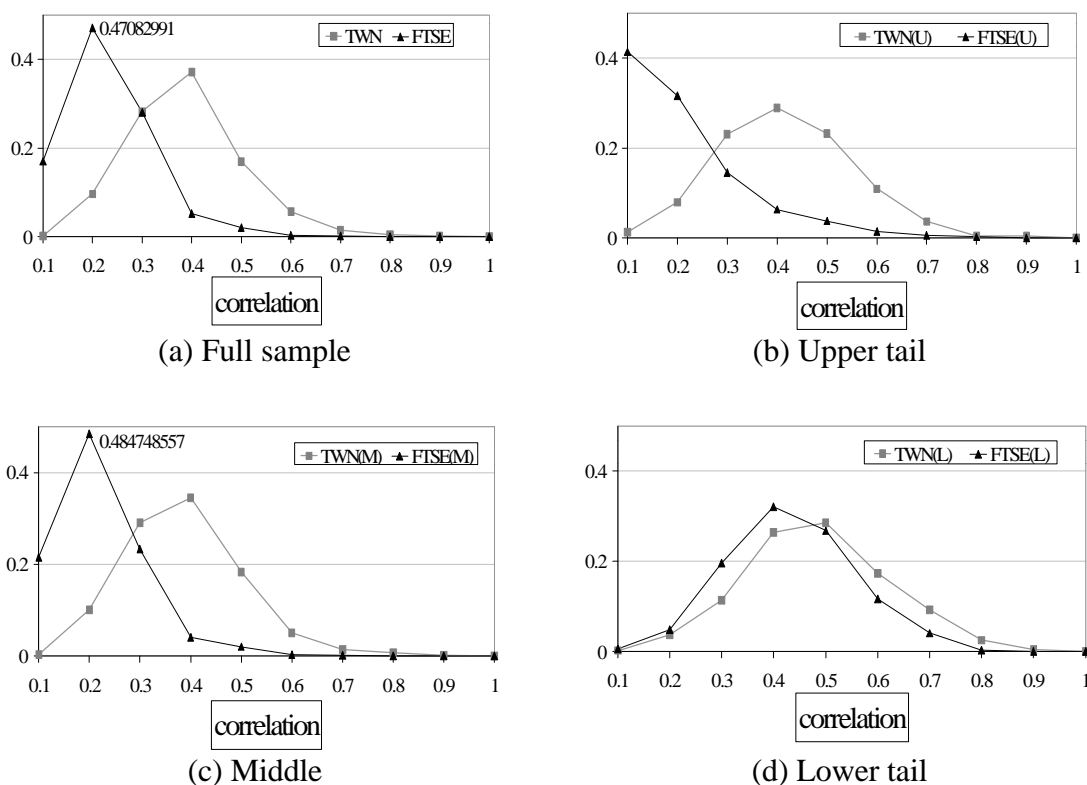 0.47082991
TWN FTSE
0.4
0.2
0
0.1 0.2 0.3 0.4 0.5 0.6 0.7 0.8 0.9 1
correlation
(a) Full sample
TWN(U) FTSE(U)
0.4
0.2
0
0.1 0.2 0.3 0.4 0.5 0.6 0.7 0.8 0.9 1
correlation
(b) Upper tail
0.484748557
TWN(M) FTSE(M)
0.4
0.2
0
0.1 0.2 0.3 0.4 0.5 0.6 0.7 0.8 0.9 1
correlation
(c) Middle
TWN(L) FTSE(L)
0.4
0.2
0
0.1 0.2 0.3 0.4 0.5 0.6 0.7 0.8 0.9 1
correlation
(d) Lower tail